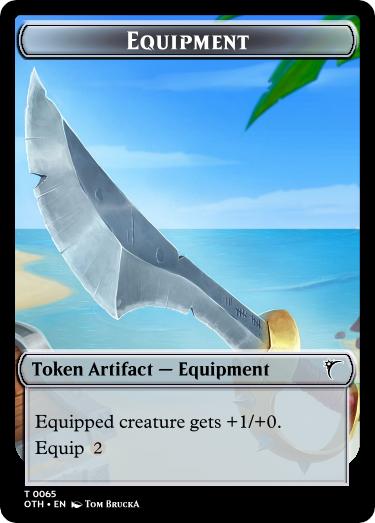 Equipment
Token Artifact — Equipment
Equipped creature gets +1/+0.
Equip 2
T 0065
OTH • EN Tom BruckA